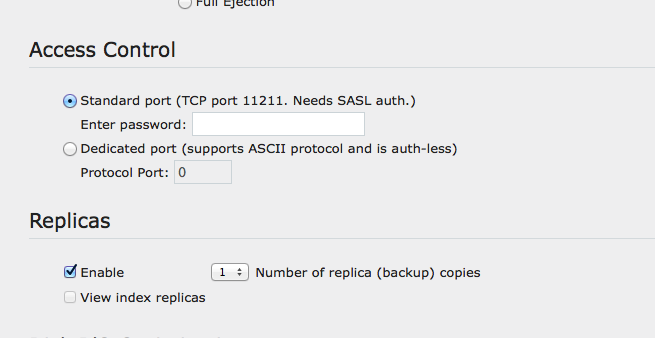 Full Ejection
Access Control
Standard port (TCP port 11211. Needs SASL auth.)
Enter password:
Dedicated port (supports ASCII protocol and is auth-less)
Protocol Port: 0
Replicas
Enable 1 Number of replica (backup) copies
View index replicas